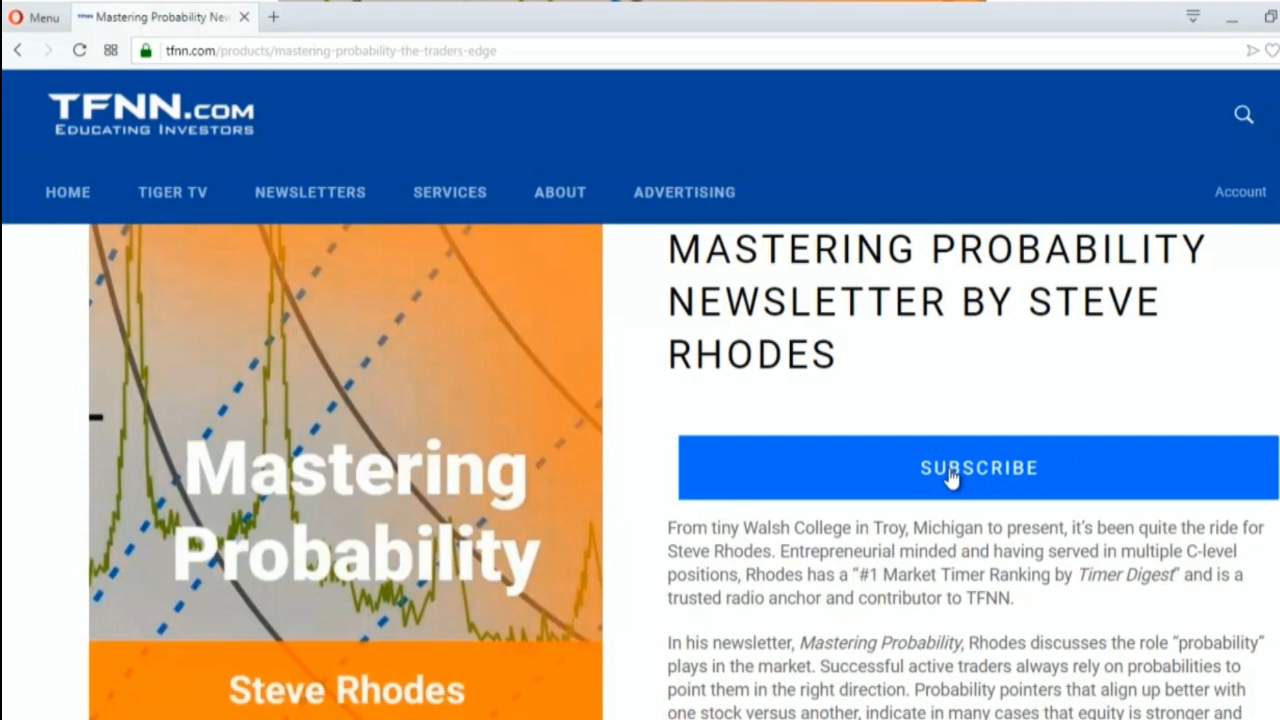 Menu
TFNN Mastering Probability New
tfnn.com/products/mastering-probability-the-traders-edge
TFNN.COM
EDUCATING INVESTORS
HOME TIGER TV NEWSLETTERS SERVICES ABOUT ADVERTISING Account
MASTERING PROBABILITY
NEWSLETTER BY STEVE
RHODES
Mastering
Probability
Steve Rhodes
SUBSCRIBE
From tiny Walsh College in Troy, Michigan to present, it's been quite the ride for
Steve Rhodes. Entrepreneurial minded and having served in multiple C-level
positions, Rhodes has a “#1 Market Timer Ranking by Timer Digest” and is a
trusted radio anchor and contributor to TFNN.
In his newsletter, Mastering Probability, Rhodes discusses the role “probability”
plays in the market. Successful active traders always rely on probabilities to
point them in the right direction. Probability pointers that align up better with
one stock versus another, indicate in many cases that equity is stronger and